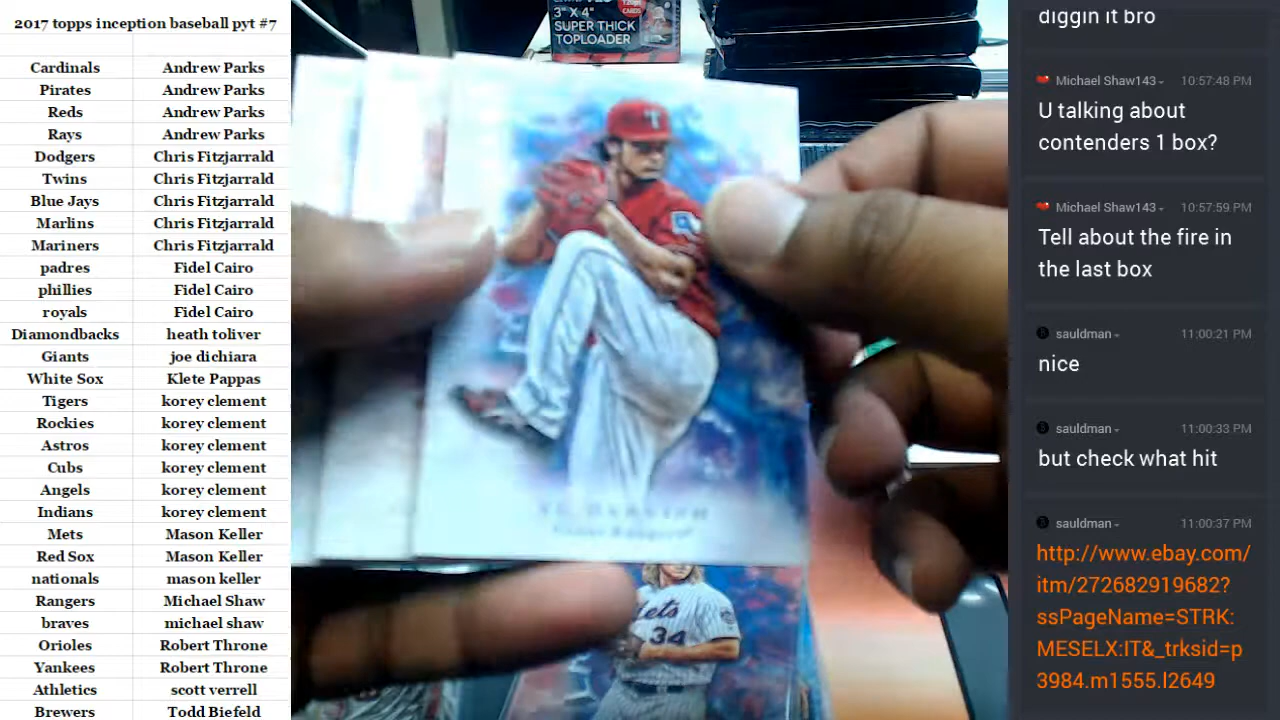 2017 topps inception baseball pyt #7
Cardinals Andrew Parks
Pirates Andrew Parks
Reds Andrew Parks
Rays Andrew Parks
Dodgers Chris Fitzjarrald
Twins Chris Fitzjarrald
Blue Jays Chris Fitzjarrald
Marlins Chris Fitzjarrald
Mariners Chris Fitzjarrald
padres Fidel Cairo
phillies Fidel Cairo
royals Fidel Cairo
Diamondbacks heath toliver
Giants joe dichiara
White Sox Klete Pappas
Tigers korey clement
Rockies korey clement
Astros korey clement
Cubs korey clement
Angels korey clement
Indians korey clement
Mets Mason Keller
Red Sox Mason Keller
nationals mason keller
Rangers Michael Shaw
braves michael shaw
Orioles Robert Throne
Yankees Robert Throne
Athletics scott verrell
Brewers Todd Biefeld
3" X 4"
SUPER THICK
TOPLOADER
T
Mets
34
diggin it bro
Michael Shaw143 10:57:48 PM
U talking about
contenders 1 box?
Michael Shaw143 10:57:59 PM
Tell about the fire in
the last box
sauldman 11:00:21 PM
nice
sauldman 11:00:33 PM
but check what hit
sauldman 11:00:37 PM
http://www.ebay.com/
itm/272682919682?
ssPageName=STRK:
MESELX:IT&_trksid=p
3984.m1555.l2649